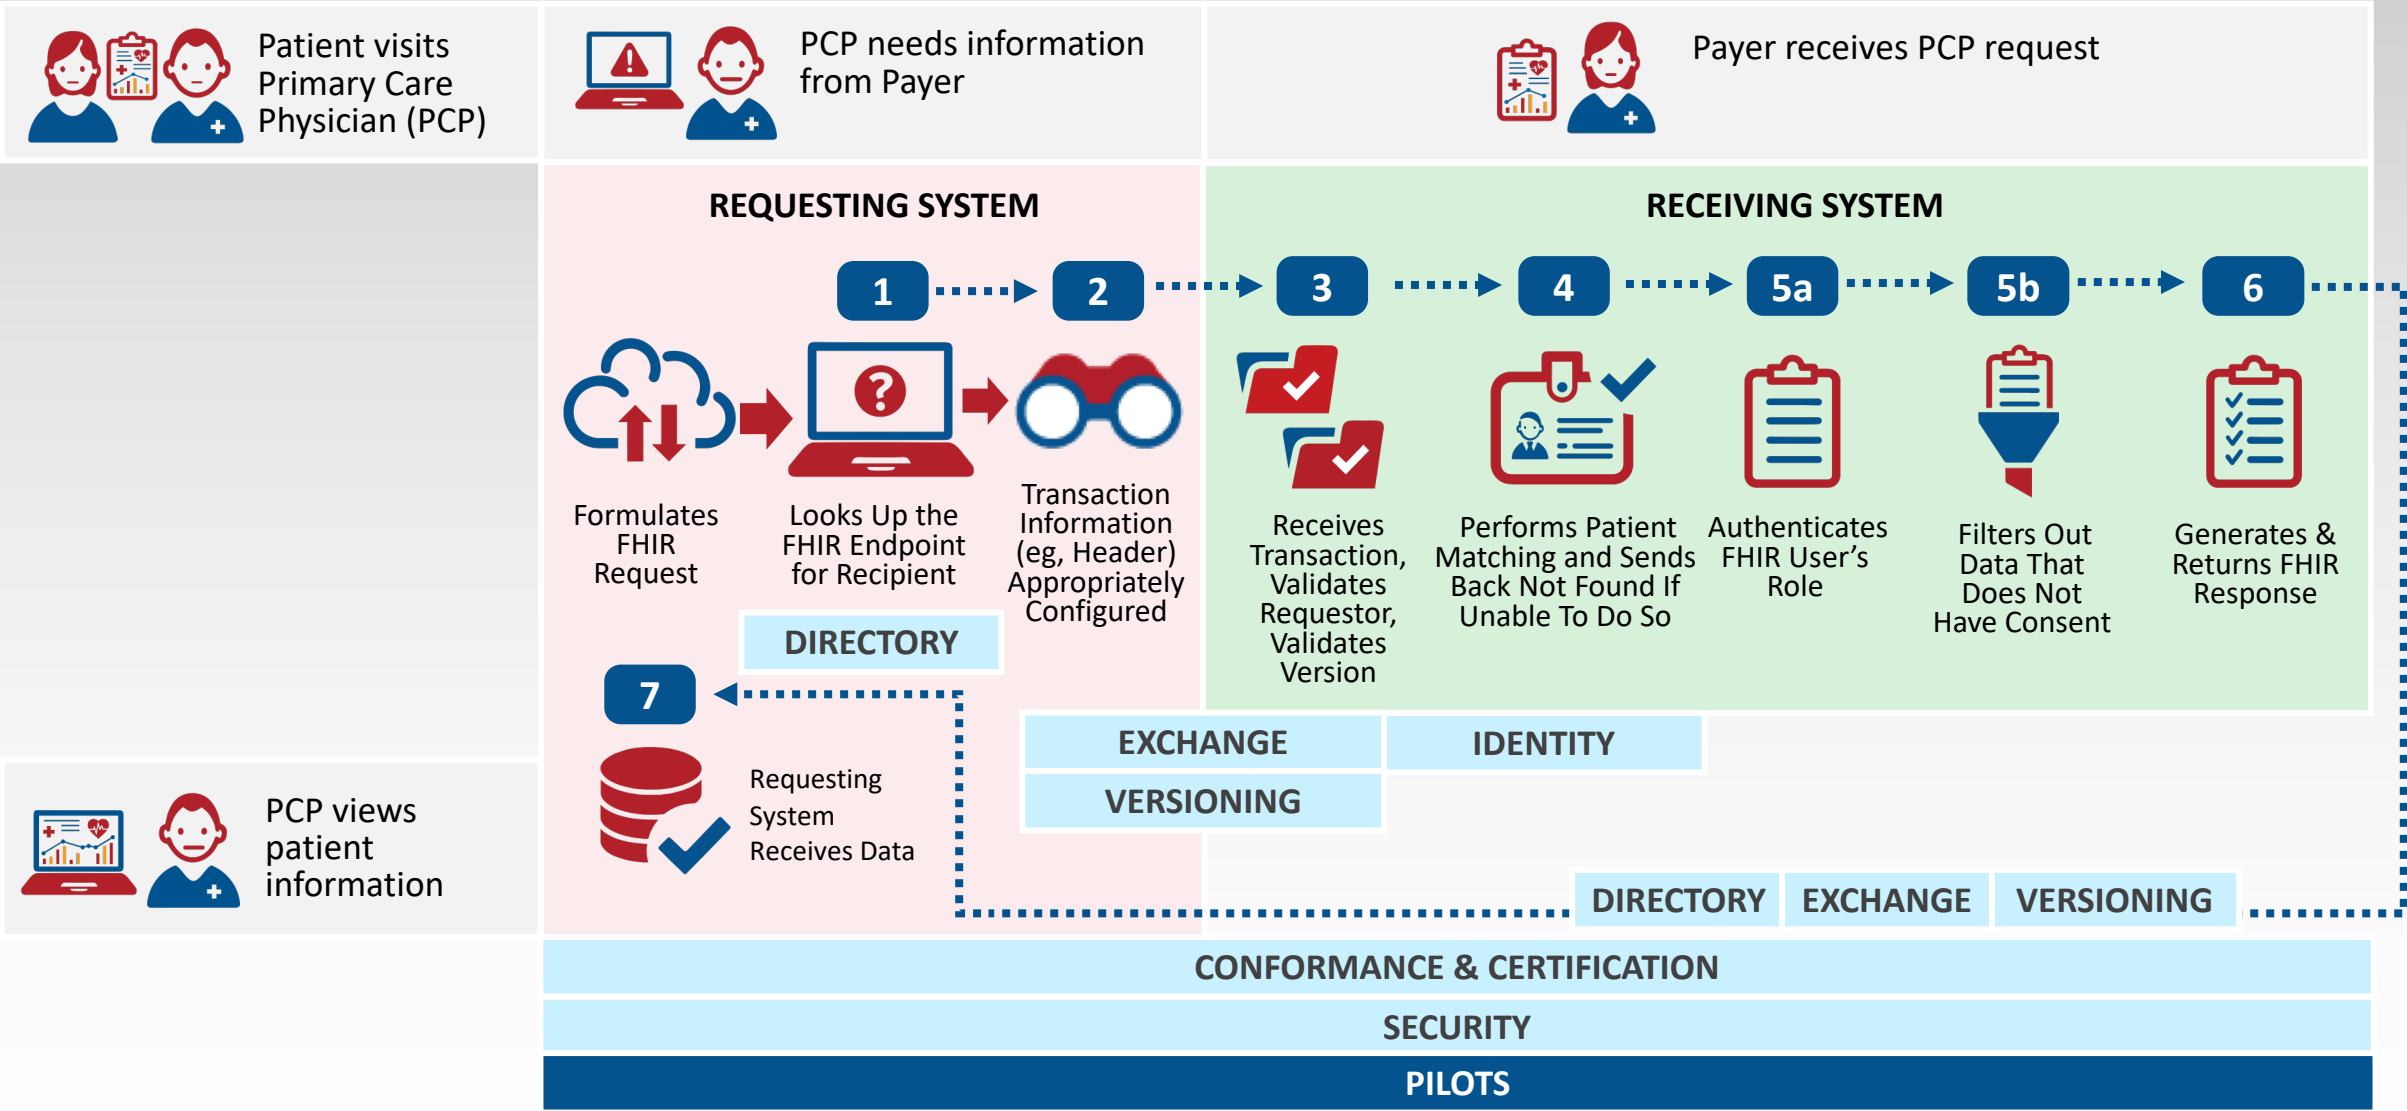 Patient visits
Primary Care
Physician (PCP)
PCP needs information
from Payer
Payer receives PCP request
REQUESTING SYSTEM
RECEIVING SYSTEM
1
2
3
4
5a
5b
6
Formulates
FHIR
Request
Looks Up the
FHIR Endpoint
for Recipient
Transaction
Information
(eg, Header)
Appropriately
Configured
Receives
Transaction,
Validates
Requestor,
Validates
Version
Performs Patient
Matching and Sends
Back Not Found If
Unable To Do So
Authenticates
FHIR User’s
Role
Filters Out
Data That
Does Not
Have Consent
Generates &
Returns FHIR
Response
DIRECTORY
7
EXCHANGE
IDENTITY
VERSIONING
Requesting
System
Receives Data
PCP views
patient
information
DIRECTORY
EXCHANGE
VERSIONING
CONFORMANCE & CERTIFICATION
SECURITY
PILOTS